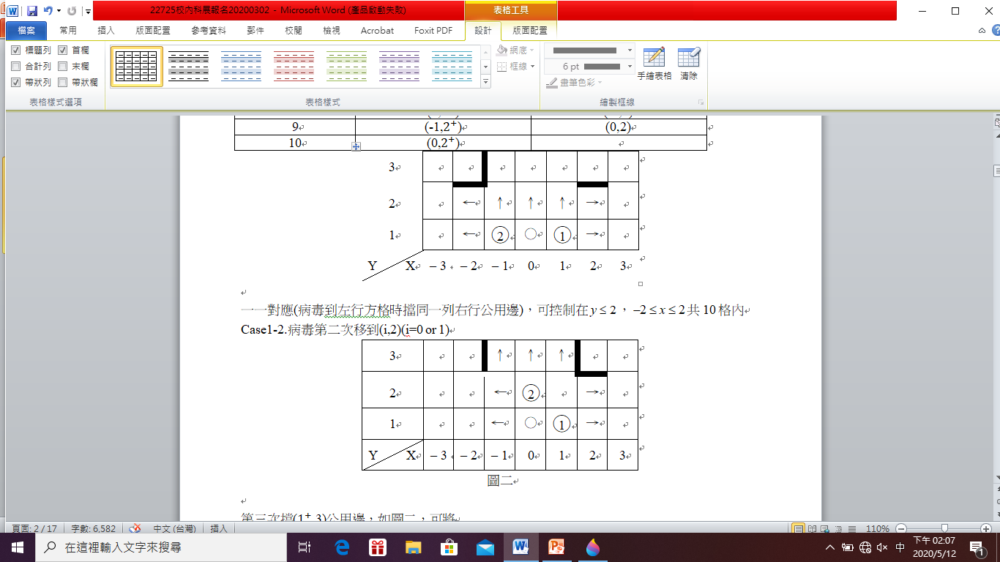 22725校內科展報名20200302 - Microsoft Word (產品啟動失敗)
表格工具
檔案 常用 插入 版面配置 參考資料 郵件 校閱 檢視 Acrobat Foxit PDF 設計 版面配置
標題列 首欄
合計列 末欄
帶狀列 帶狀欄
表格樣式選項
表格樣式
網底
框線
6 pt
畫筆色彩
手繪表格 清除
繪製框線
9 (-1,2⁺) (0,2)
10 (0,2⁺)
3
2 ← ↑ ↑ ↑ →
1 ← ② ○ ① →
Y X –3 –2 –1 0 1 2 3
一一對應(病毒到左行方格時擋同一列右行公用邊)，可控制在 y ≤ 2，–2 ≤ x ≤ 2 共 10 格內
Case1-2.病毒第二次移到(i,2)(i=0 or 1)
3 ↑ ↑ ↑
2 ← ② →
1 ← ○ ① →
Y X –3 –2 –1 0 1 2 3
圖二
第三次擋(1⁺,3)公用邊，如圖二，可將
頁面: 2 / 17 字數: 6,582 中文 (台灣) 插入 110%
在這裡輸入文字來搜尋
中
下午 02:07
2020/5/12
1